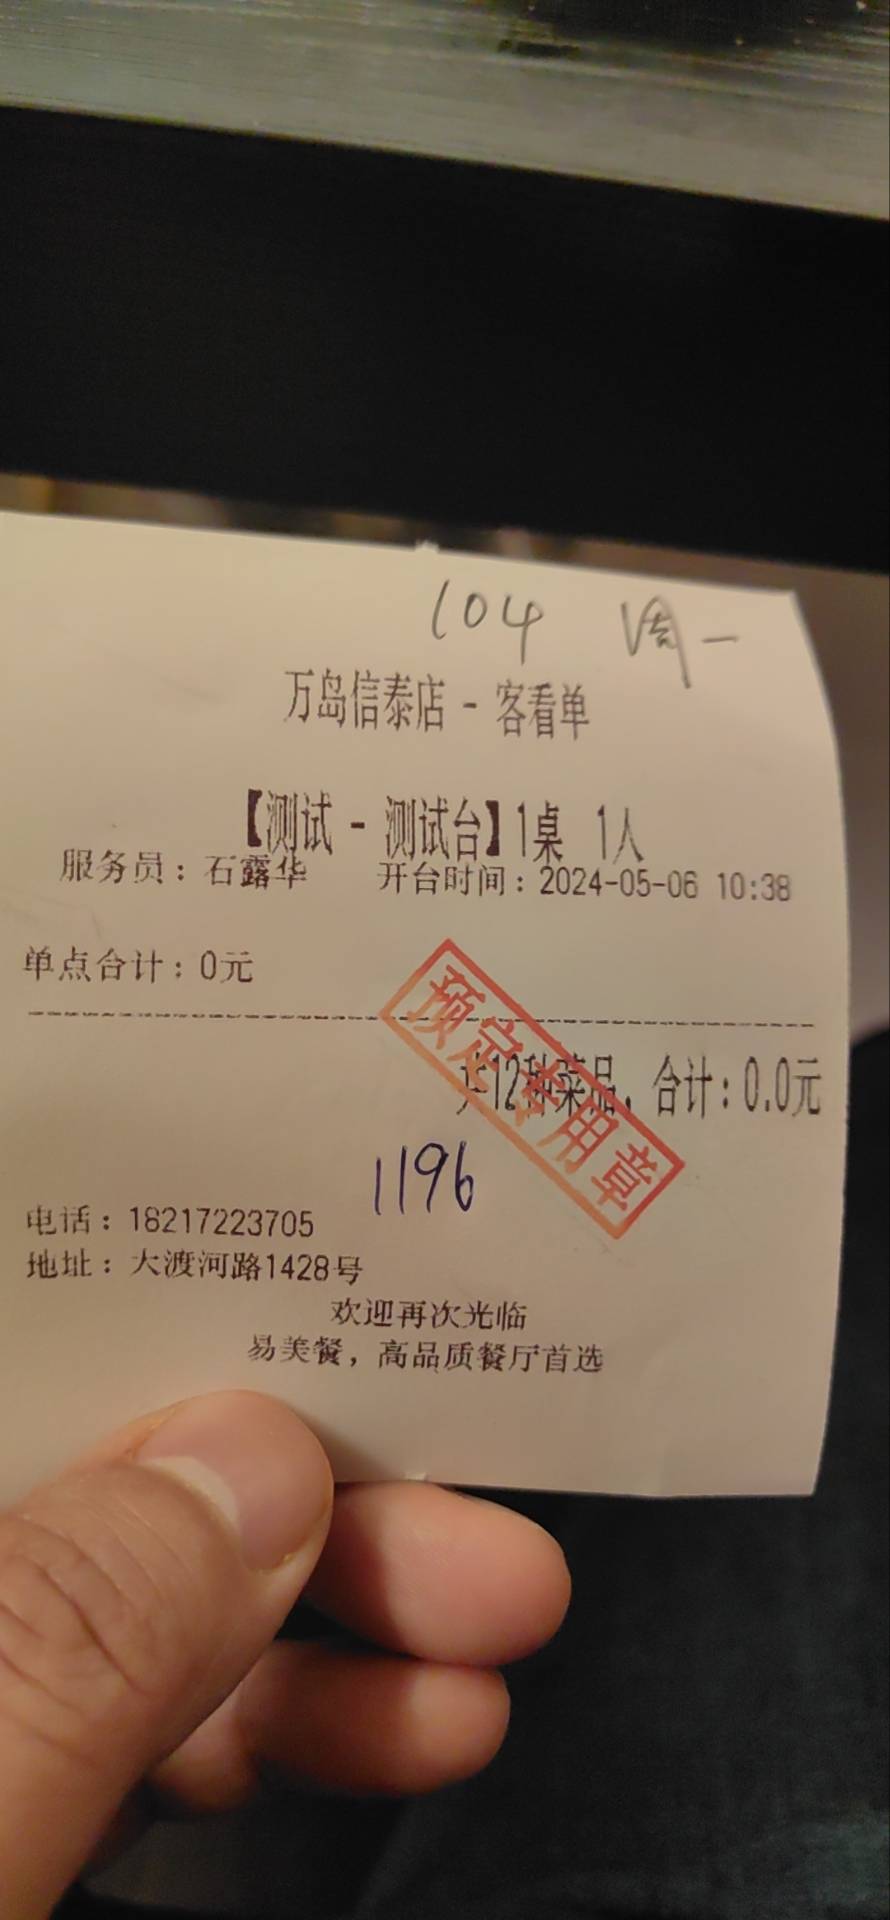 104 周一
万岛信泰店 - 客看单
【测试 - 测试台】1桌 1人
服务员：石露华 开台时间：2024-05-06 10:38
单点合计：0元
预定专用章
共12种菜品，合计：0.0元
1196
电话：18217223705
地址：大渡河路1428号
欢迎再次光临
易美餐，高品质餐厅首选